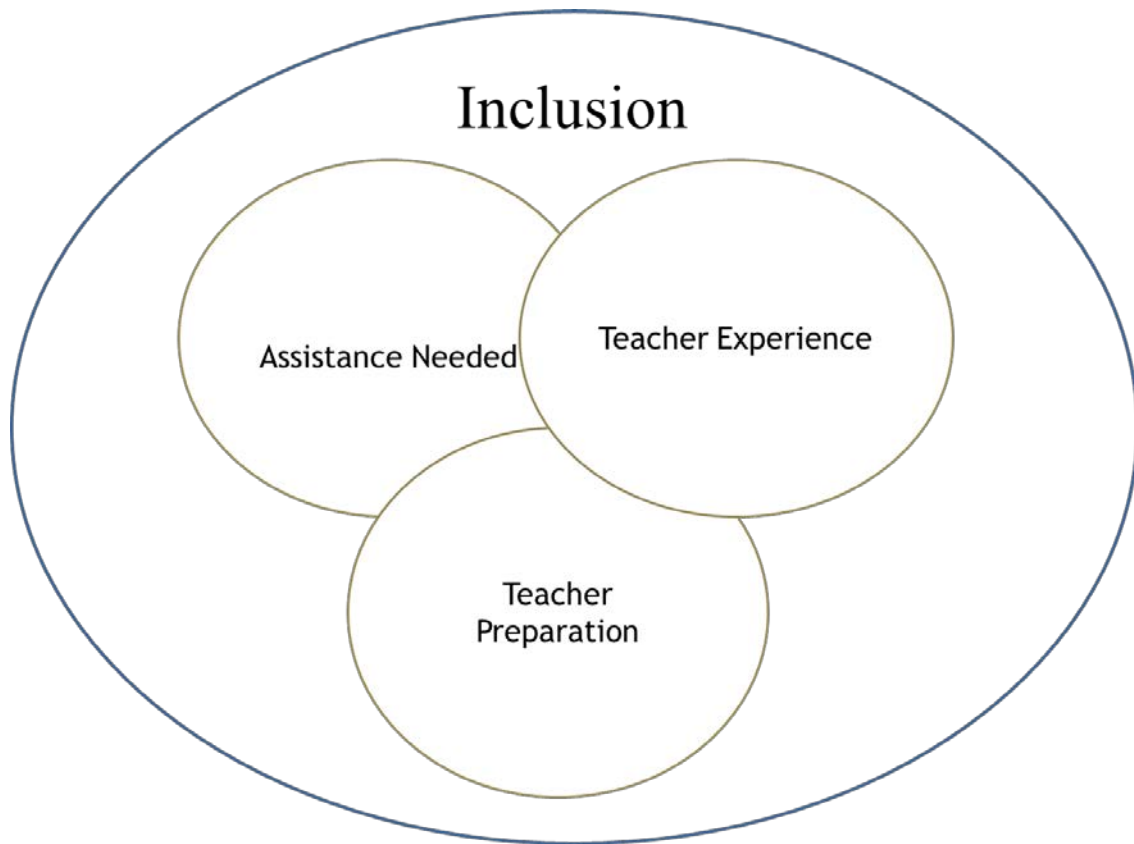 Inclusion
Teacher Experience
Assistance Needed
Teacher
Preparation